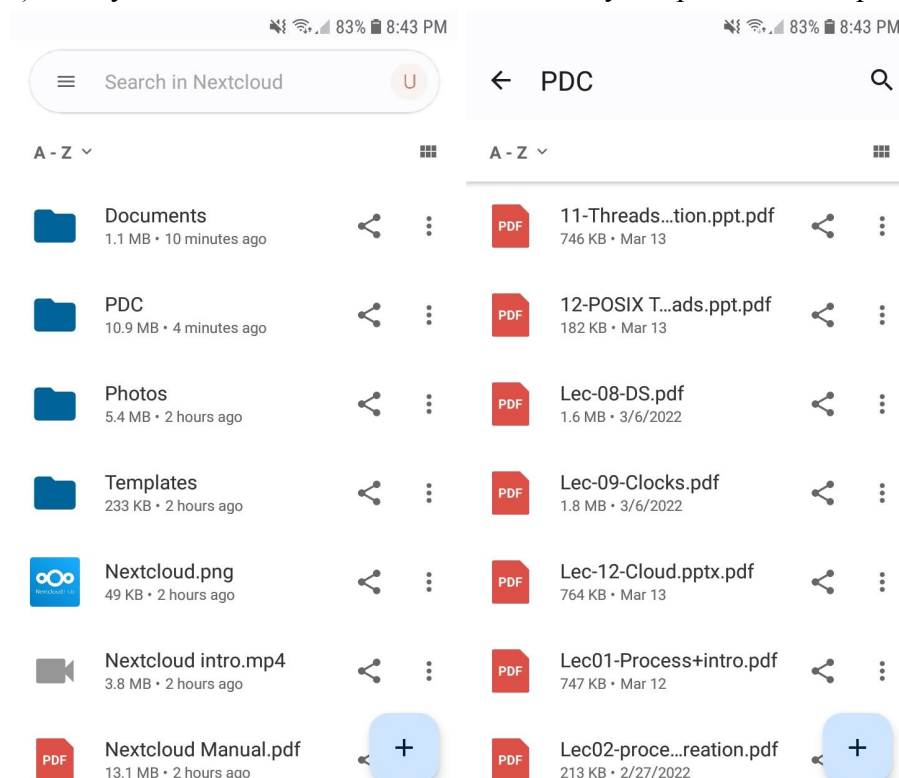 83% 8:43 PM
Search in Nextcloud
U
A - Z
Documents
1.1 MB • 10 minutes ago
PDC
10.9 MB • 4 minutes ago
Photos
5.4 MB • 2 hours ago
Templates
233 KB • 2 hours ago
Nextcloud.png
49 KB • 2 hours ago
Nextcloud intro.mp4
3.8 MB • 2 hours ago
PDF
Nextcloud Manual.pdf
13.1 MB • 2 hours ago
+
83% 8:43 PM
PDC
A - Z
PDF
11-Threads...tion.ppt.pdf
746 KB • Mar 13
PDF
12-POSIX T...ads.ppt.pdf
182 KB • Mar 13
PDF
Lec-08-DS.pdf
1.6 MB • 3/6/2022
PDF
Lec-09-Clocks.pdf
1.8 MB • 3/6/2022
PDF
Lec-12-Cloud.pptx.pdf
764 KB • Mar 13
PDF
Lec01-Process+intro.pdf
747 KB • Mar 12
PDF
Lec02-proce...reation.pdf
213 KB • 2/27/2022
+